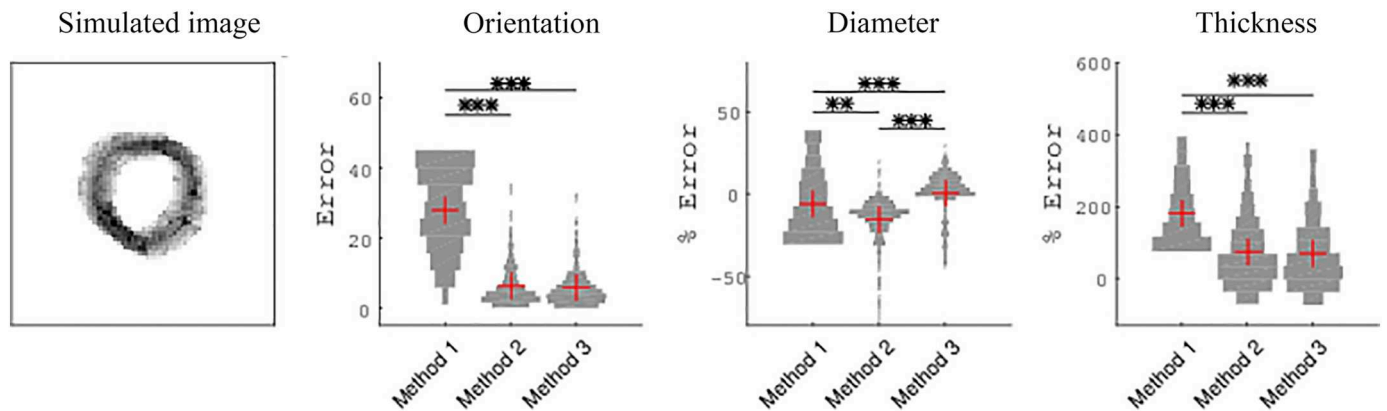 Simulated image
Orientation
Diameter
Thickness
Error
60
40
20
0
***
***
Method 1
Method 2
Method 3
% Error
50
0
-50
***
**
***
Method 1
Method 2
Method 3
% Error
600
400
200
0
***
***
Method 1
Method 2
Method 3